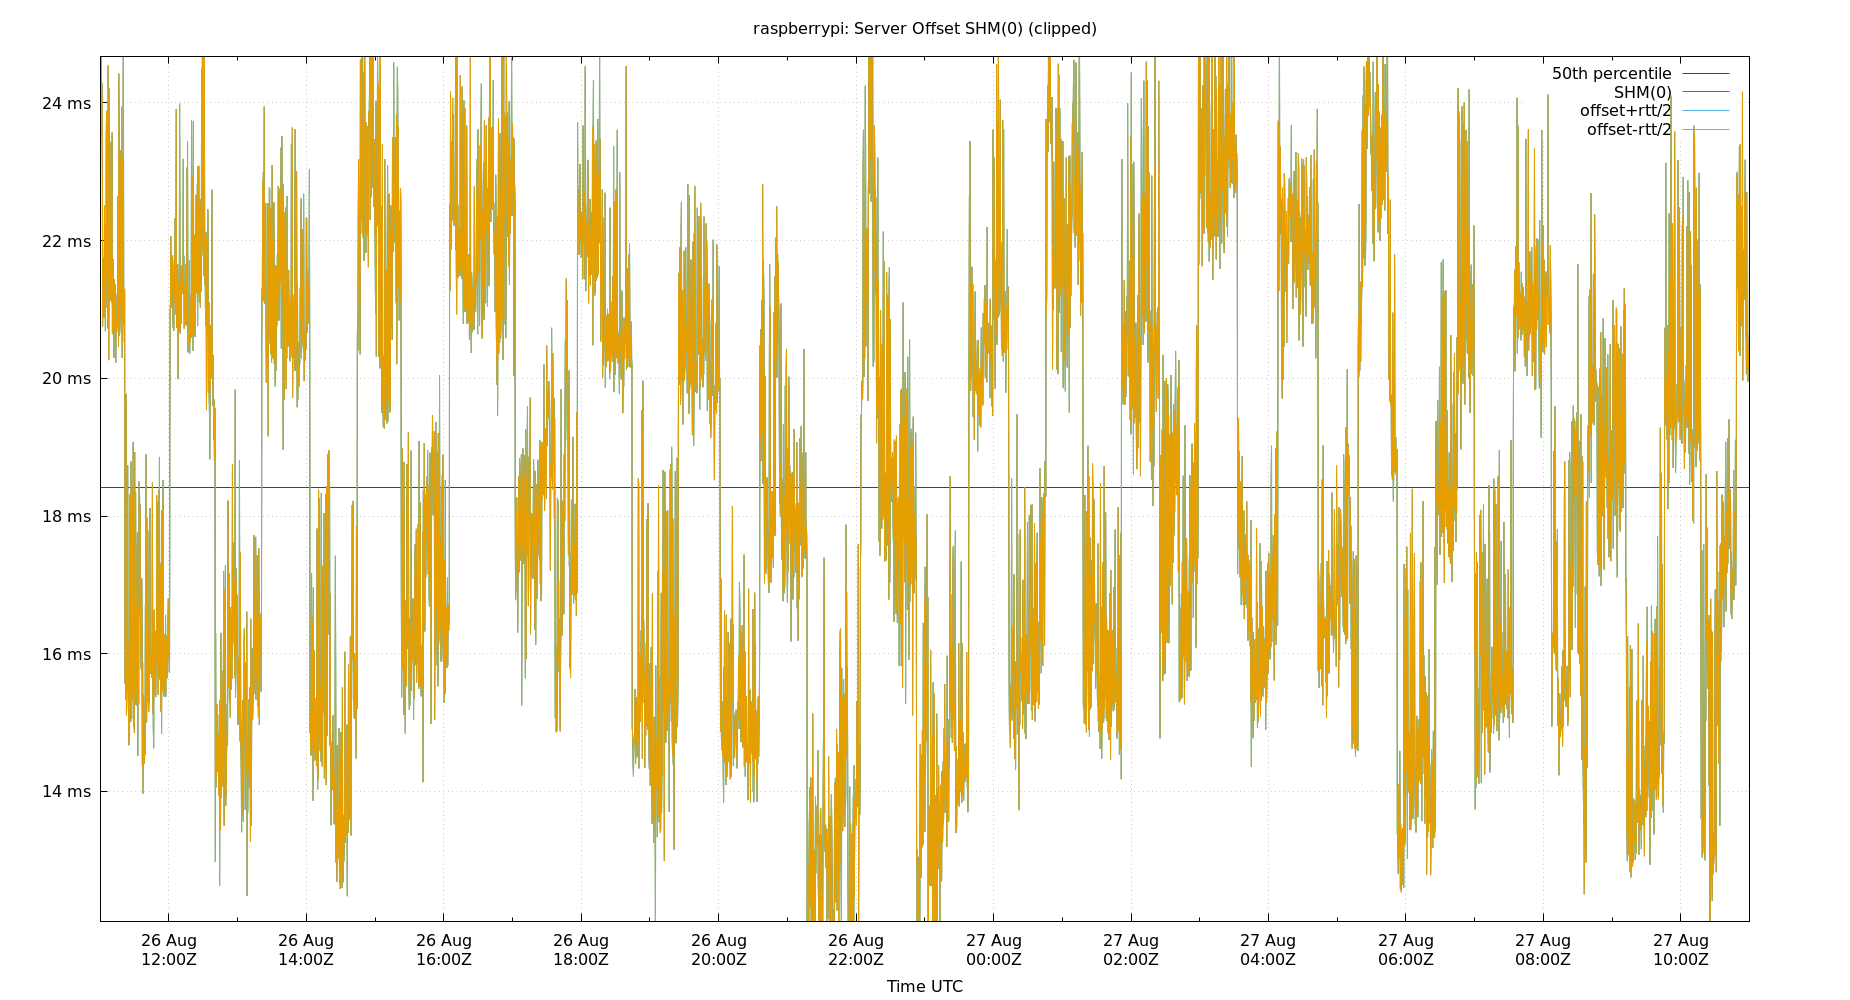 raspberrypi: Server Offset SHM(0) (clipped)
50th percentile
SHM(0)
offset+rtt/2
offset-rtt/2
24 ms
22 ms
20 ms
18 ms
16 ms
14 ms
26 Aug 26 Aug 26 Aug 26 Aug 26 Aug 26 Aug 27 Aug 27 Aug 27 Aug 27 Aug 27 Aug 27 Aug
12:00Z 14:00Z 16:00Z 18:00Z 20:00Z 22:00Z 00:00Z 02:00Z 04:00Z 06:00Z 08:00Z 10:00Z
Time UTC